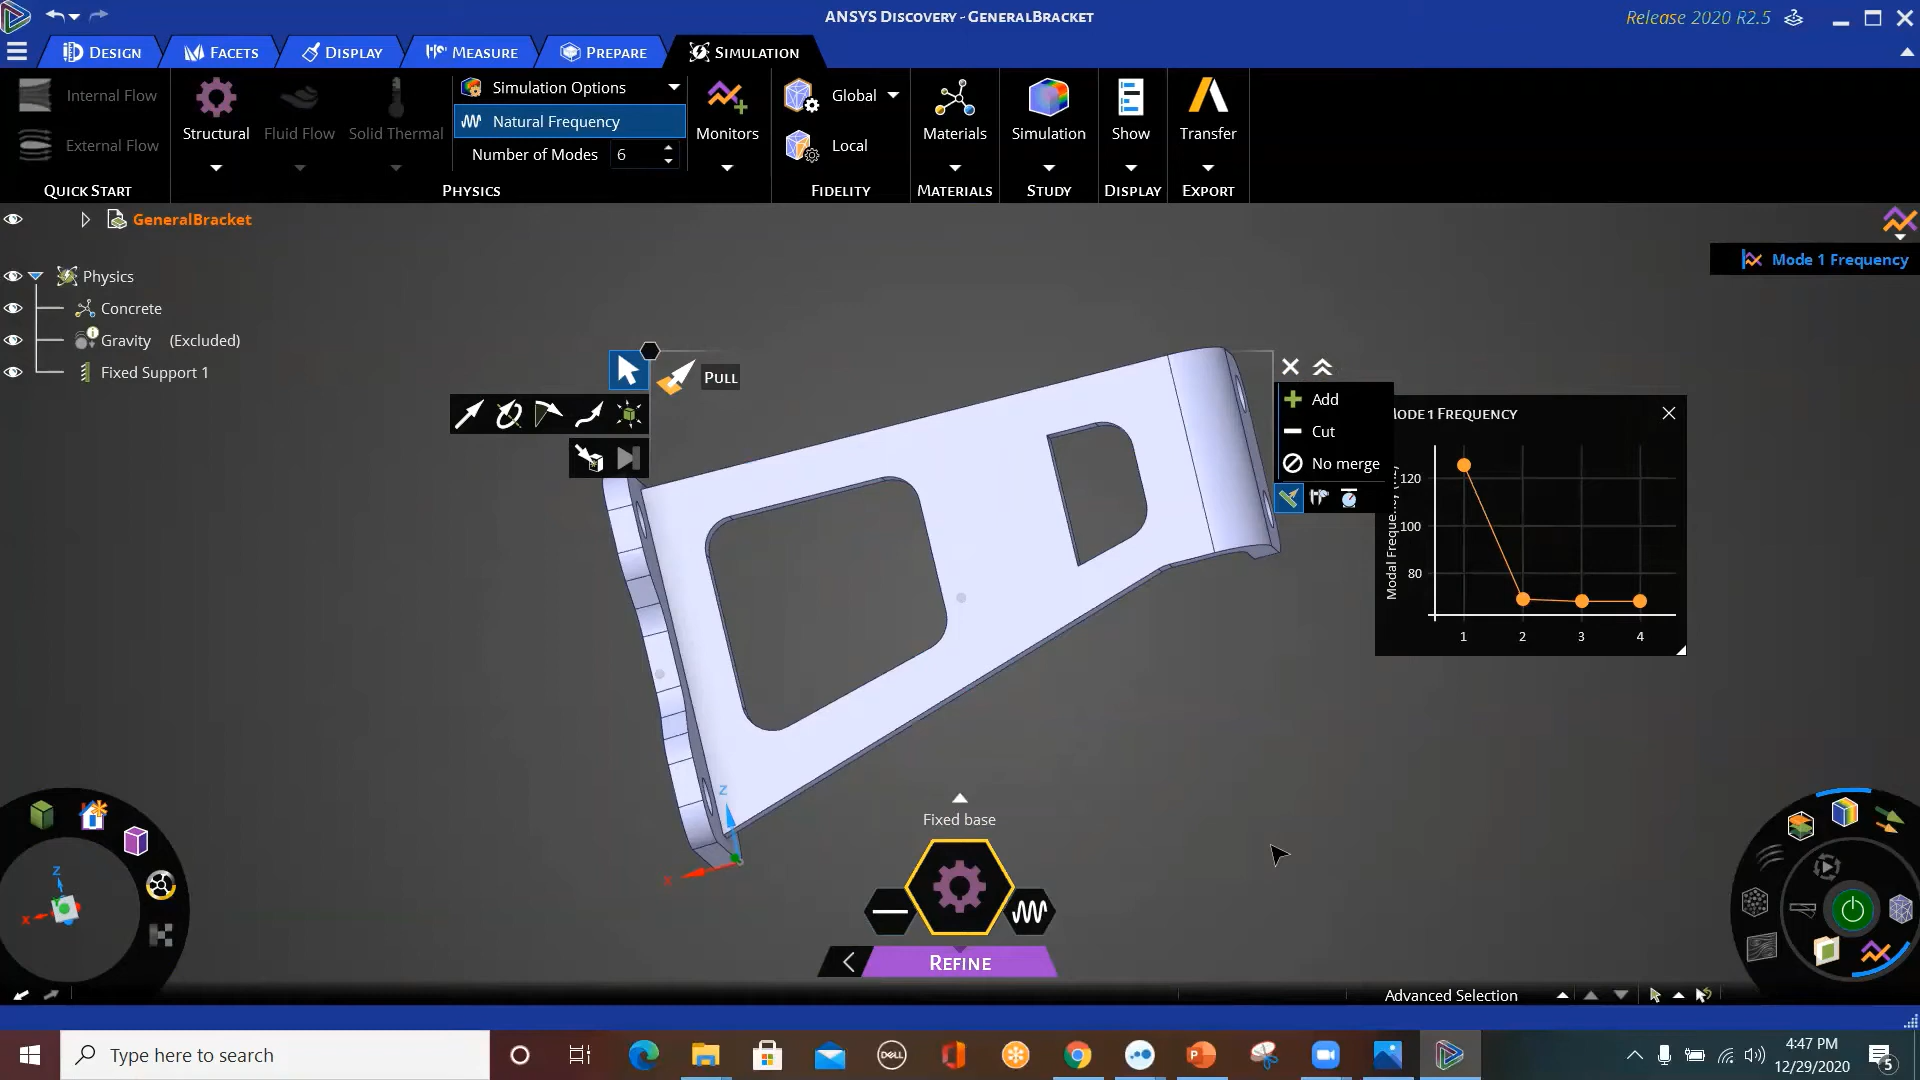 ANSYS Discovery - GeneralBracket
Release 2020 R2.5
Design
Facets
Display
Measure
Prepare
Simulation
Internal Flow
External Flow
Quick Start
Structural
Fluid Flow
Solid Thermal
Simulation Options
Natural Frequency
Number of Modes 6
Physics
Monitors
Global
Local
Fidelity
Materials
Materials
Simulation
Study
Show
Display
Transfer
Export
GeneralBracket
Mode 1 Frequency
Physics
Concrete
Gravity (Excluded)
Fixed Support 1
Pull
Add
Cut
No merge
Mode 1 Frequency
120
100
80
1 2 3 4
Z
X
Z
X
Fixed base
Refine
Advanced Selection
Type here to search
DELL
4:47 PM
12/29/2020
5